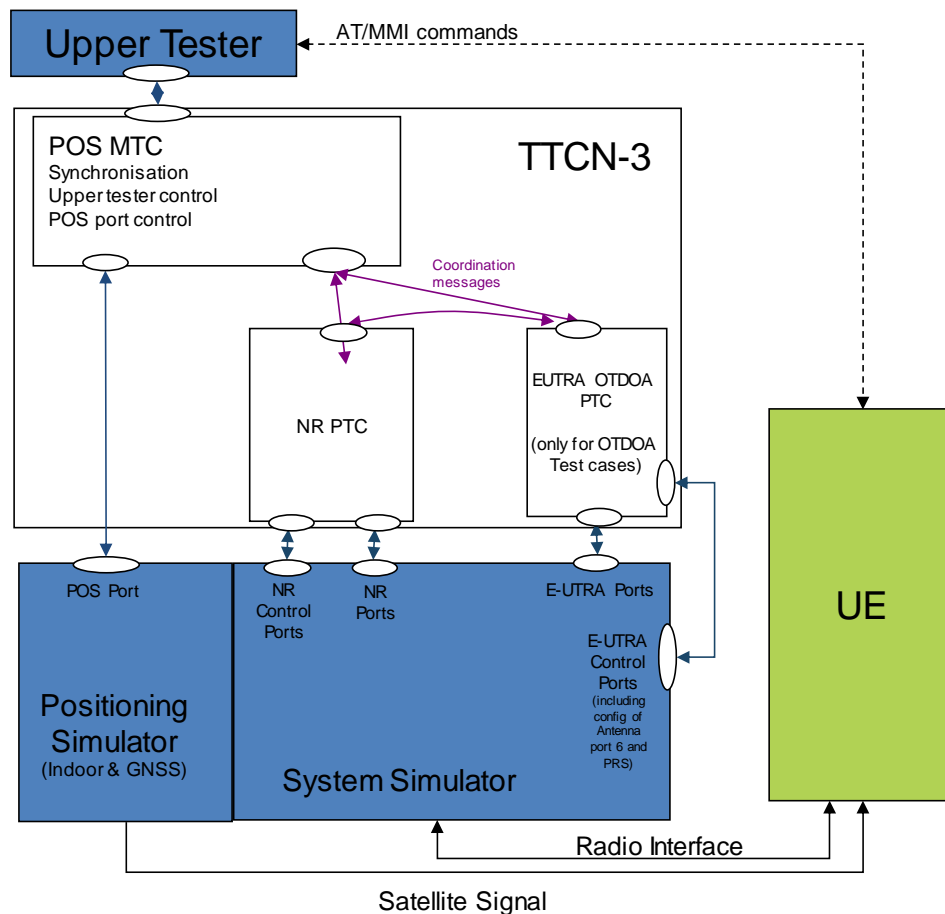 Upper Tester
AT/MMI commands
POS MTC
Synchronisation
Upper tester control
POS port control
TTCN-3
Coordination
messages
NR PTC
EUTRA OTDOA
PTC
(only for OTDOA
Test cases)
POS Port
NR
Control
Ports
NR
Ports
E-UTRA Ports
E-UTRA
Control
Ports
(including
config of
Antenna
port 6 and
PRS)
Positioning
Simulator
(Indoor & GNSS)
System Simulator
UE
Radio Interface
Satellite Signal